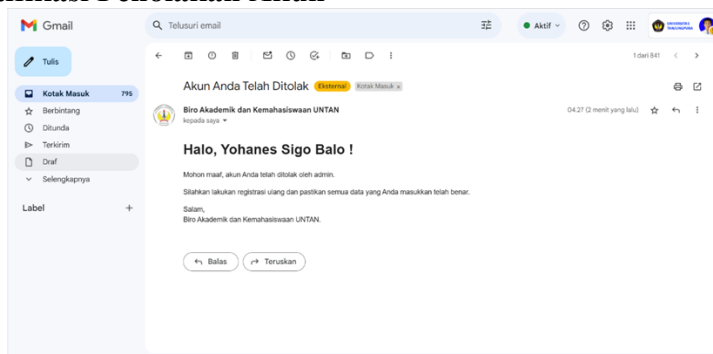 Gmail
Telusuri email
Aktif
Tulis
1 dari 841
Akun Anda Telah Ditolak Eksternal Kotak Masuk x
Kotak Masuk 795
Berbintang
Ditunda
Terkirim
Draf
Selengkapnya
Label +
Biro Akademik dan Kemahasiswaan UNTAN
04.27 (2 menit yang lalu)
kepada saya
Halo, Yohanes Sigo Balo !
Mohon maaf, akun Anda telah ditolak oleh admin.
Silahkan lakukan registrasi ulang dan pastikan semua data yang Anda masukkan telah benar.
Salam,
Biro Akademik dan Kemahasiswaan UNTAN.
Balas
Teruskan